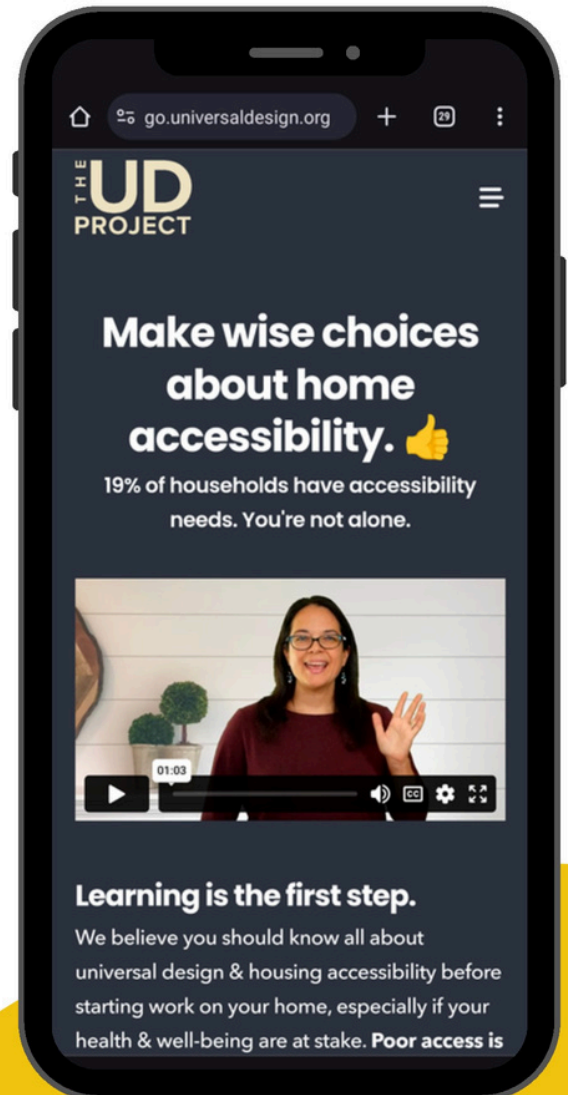 go.universaldesign.org
29
THE
UD
PROJECT
Make wise choices
about home
accessibility. 👍
19% of households have accessibility
needs. You're not alone.
01:03
CC
Learning is the first step.
We believe you should know all about
universal design & housing accessibility before
starting work on your home, especially if your
health & well-being are at stake. Poor access is